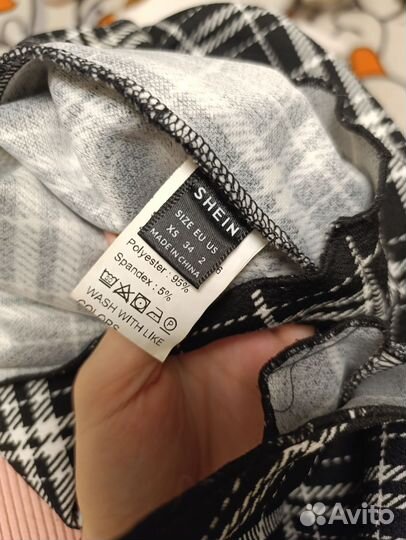 SHEIN
SIZE EU US
XS 34 2
MADE IN CHINA
Polyester : 95%
Spandex : 5%
WASH WITH LIKE
COLORS
Avito